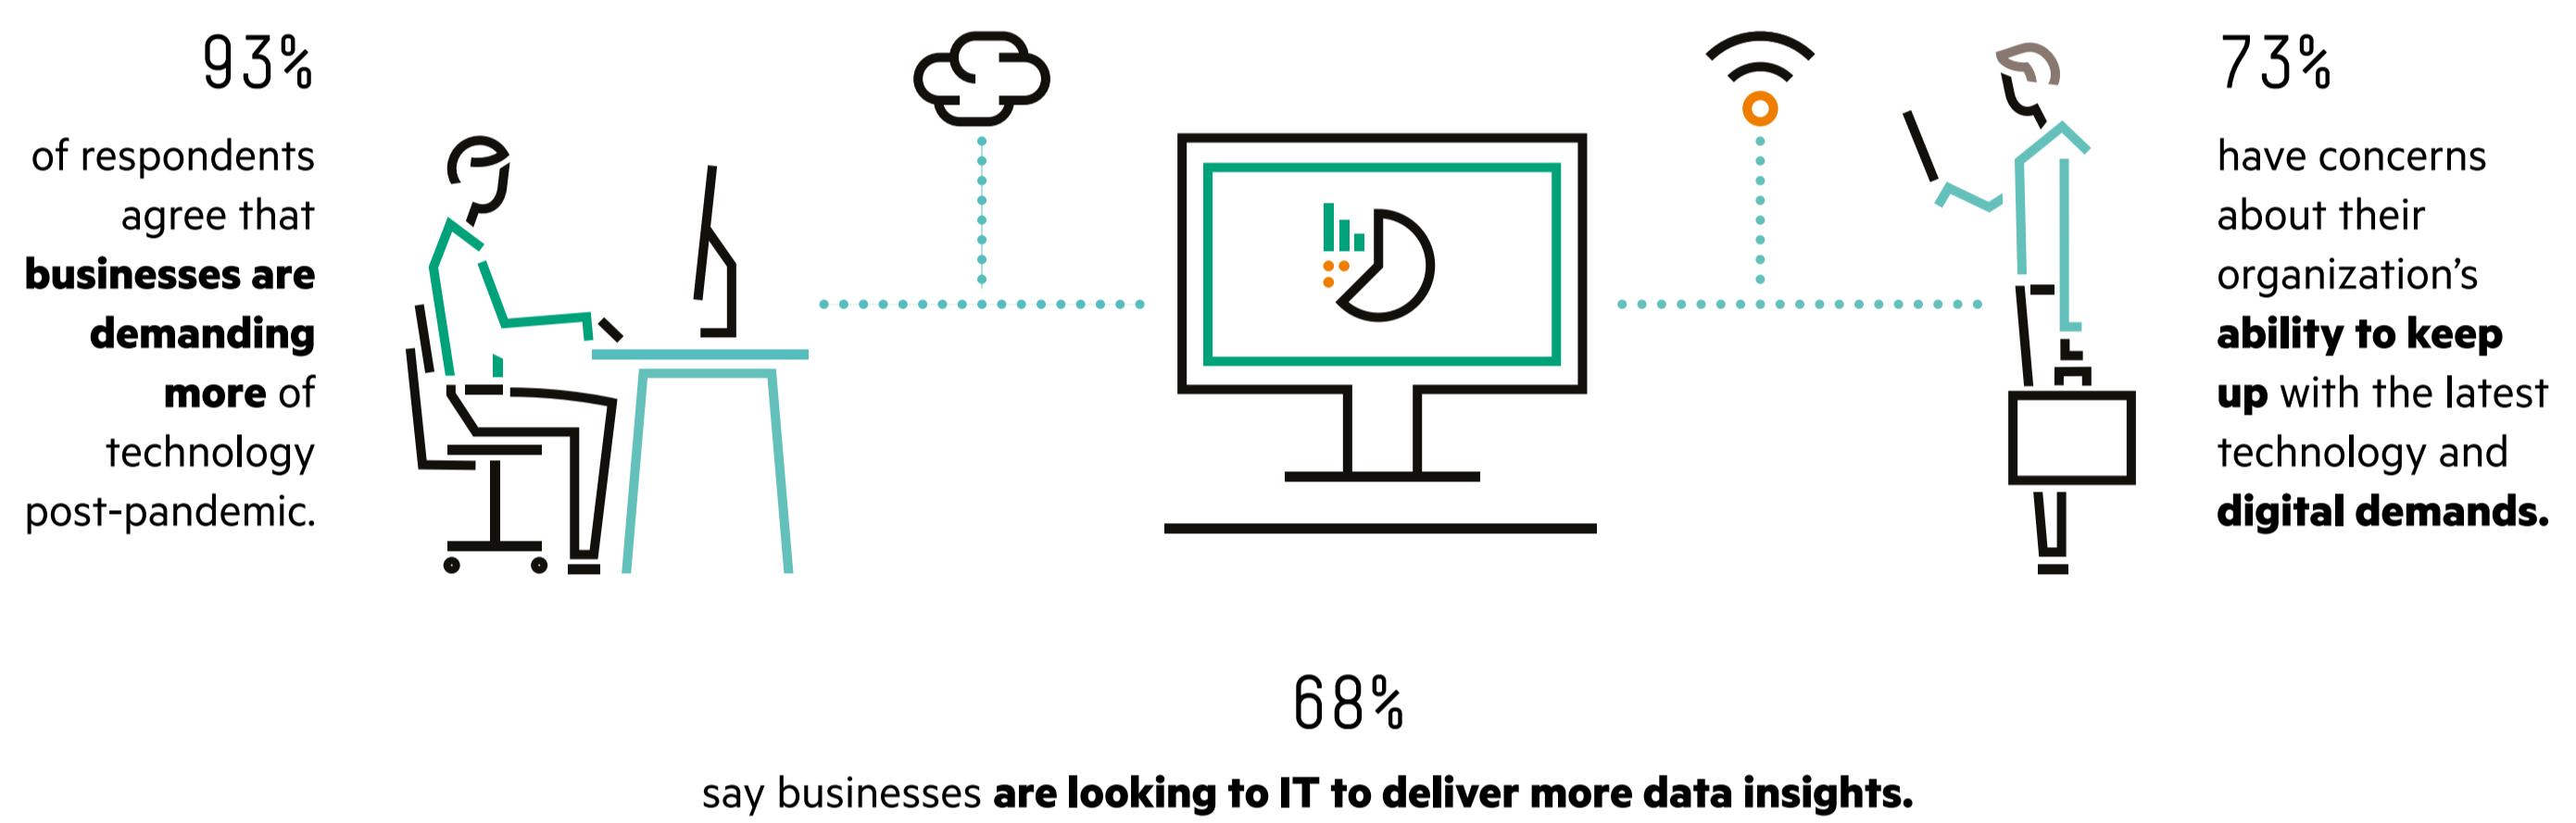 93%
of respondents
agree that
businesses are
demanding
more of
technology
post-pandemic.
73%
have concerns
about their
organization's
ability to keep
up with the latest
technology and
digital demands.
68%
say businesses are looking to IT to deliver more data insights.